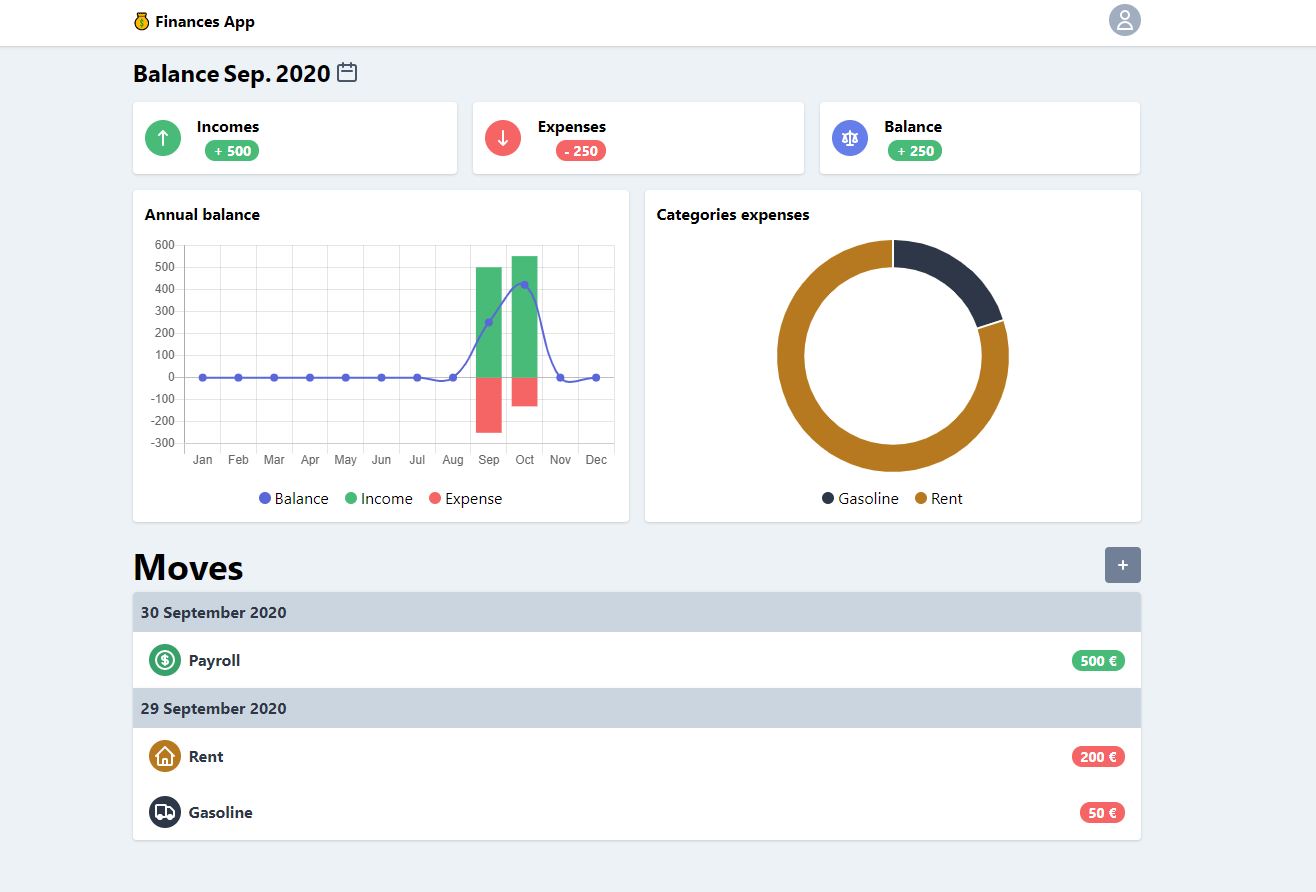 Finances App
Balance Sep. 2020
Incomes
+ 500
Expenses
- 250
Balance
+ 250
Annual balance
600
500
400
300
200
100
0
-100
-200
-300
Jan Feb Mar Apr May Jun Jul Aug Sep Oct Nov Dec
Balance Income Expense
Categories expenses
Gasoline Rent
Moves
+
30 September 2020
Payroll 500 €
29 September 2020
Rent 200 €
Gasoline 50 €